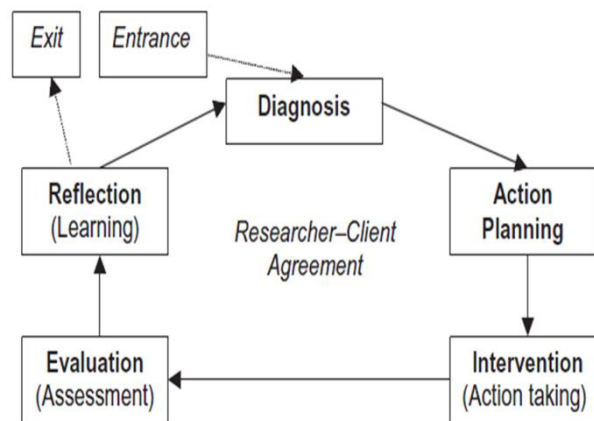 Exit
Entrance
Diagnosis
Reflection
(Learning)
Action
Planning
Researcher–Client
Agreement
Evaluation
(Assessment)
Intervention
(Action taking)